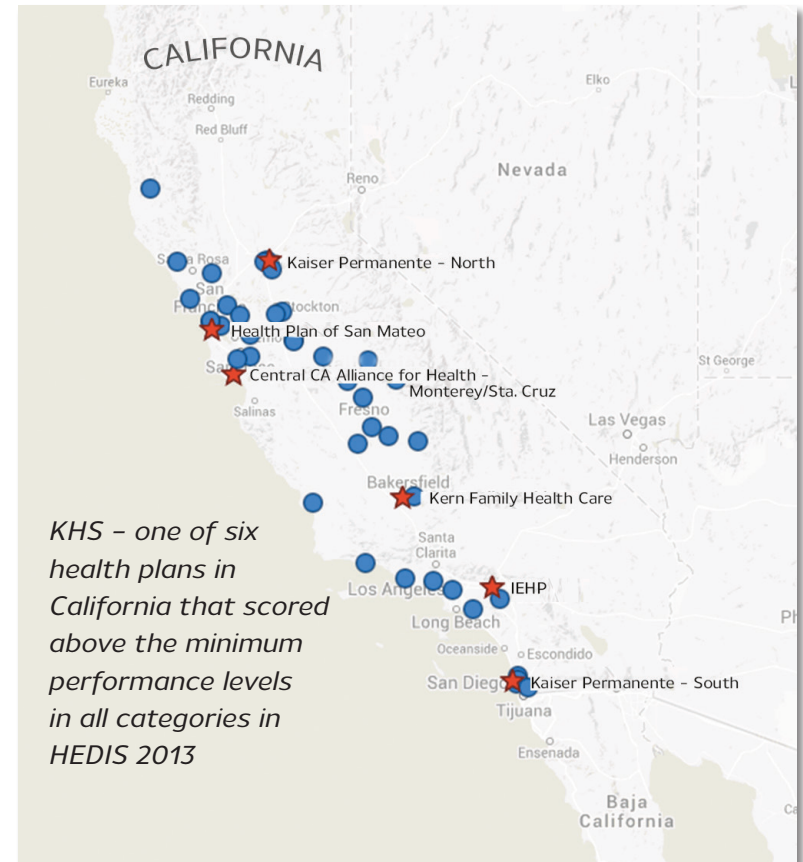 CALIFORNIA
Eureka
Elko
Redding
Red Bluff
Nevada
Reno
Santa Rosa
Kaiser Permanente – North
San
Stockton
Health Plan of San Mateo
Central CA Alliance for Health –
Monterey/Sta. Cruz
St George
Salinas
Fresno
Las Vegas
Henderson
Bakersfield
Kern Family Health Care
KHS – one of six
health plans in
California that scored
above the minimum
performance levels
in all categories in
HEDIS 2013
Santa
Clarita
Los Angeles
IEHP
Long Beach
Oceanside
Escondido
San Diego
Kaiser Permanente – South
Tijuana
Ensenada
Baja
California